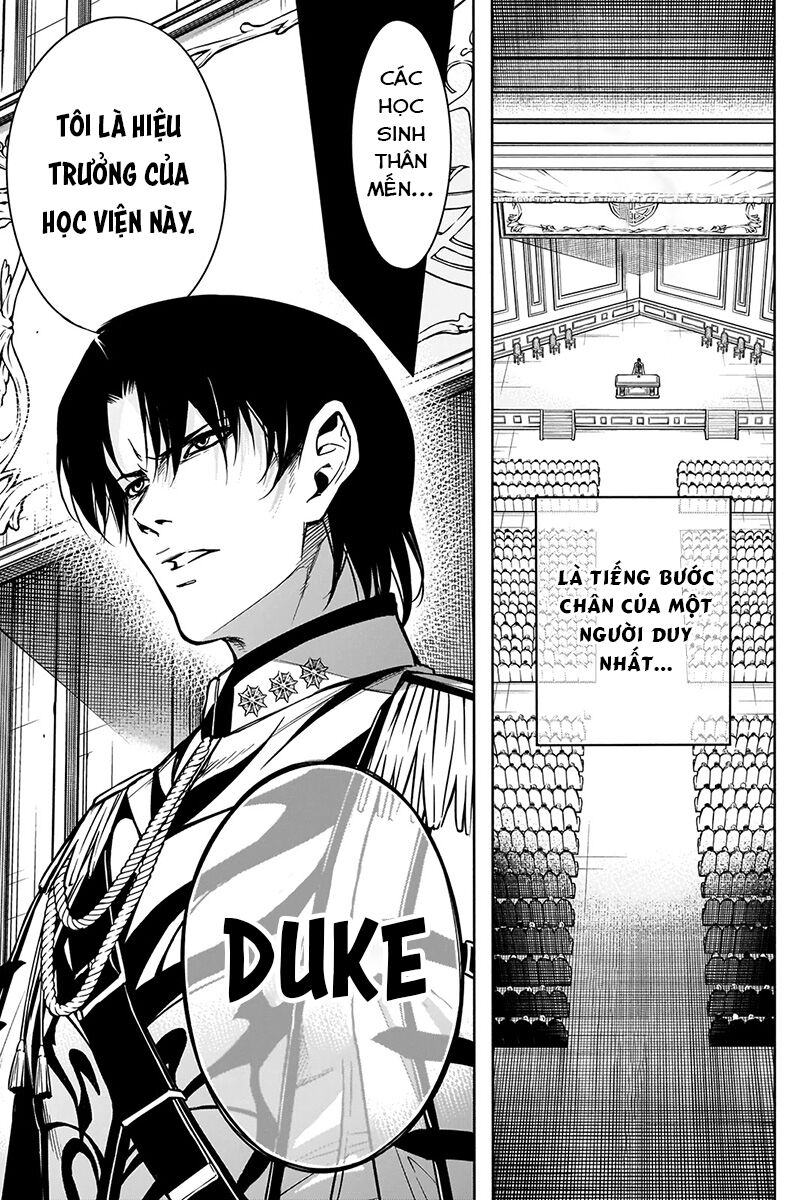 LÀ TIẾNG BƯỚC
CHÂN CỦA MỘT
NGƯỜI DUY
NHẤT...
CÁC
HỌC
SINH
THÂN
MẾN...
TÔI LÀ HIỆU
TRƯỞNG CỦA
HỌC VIỆN NÀY.
DUKE